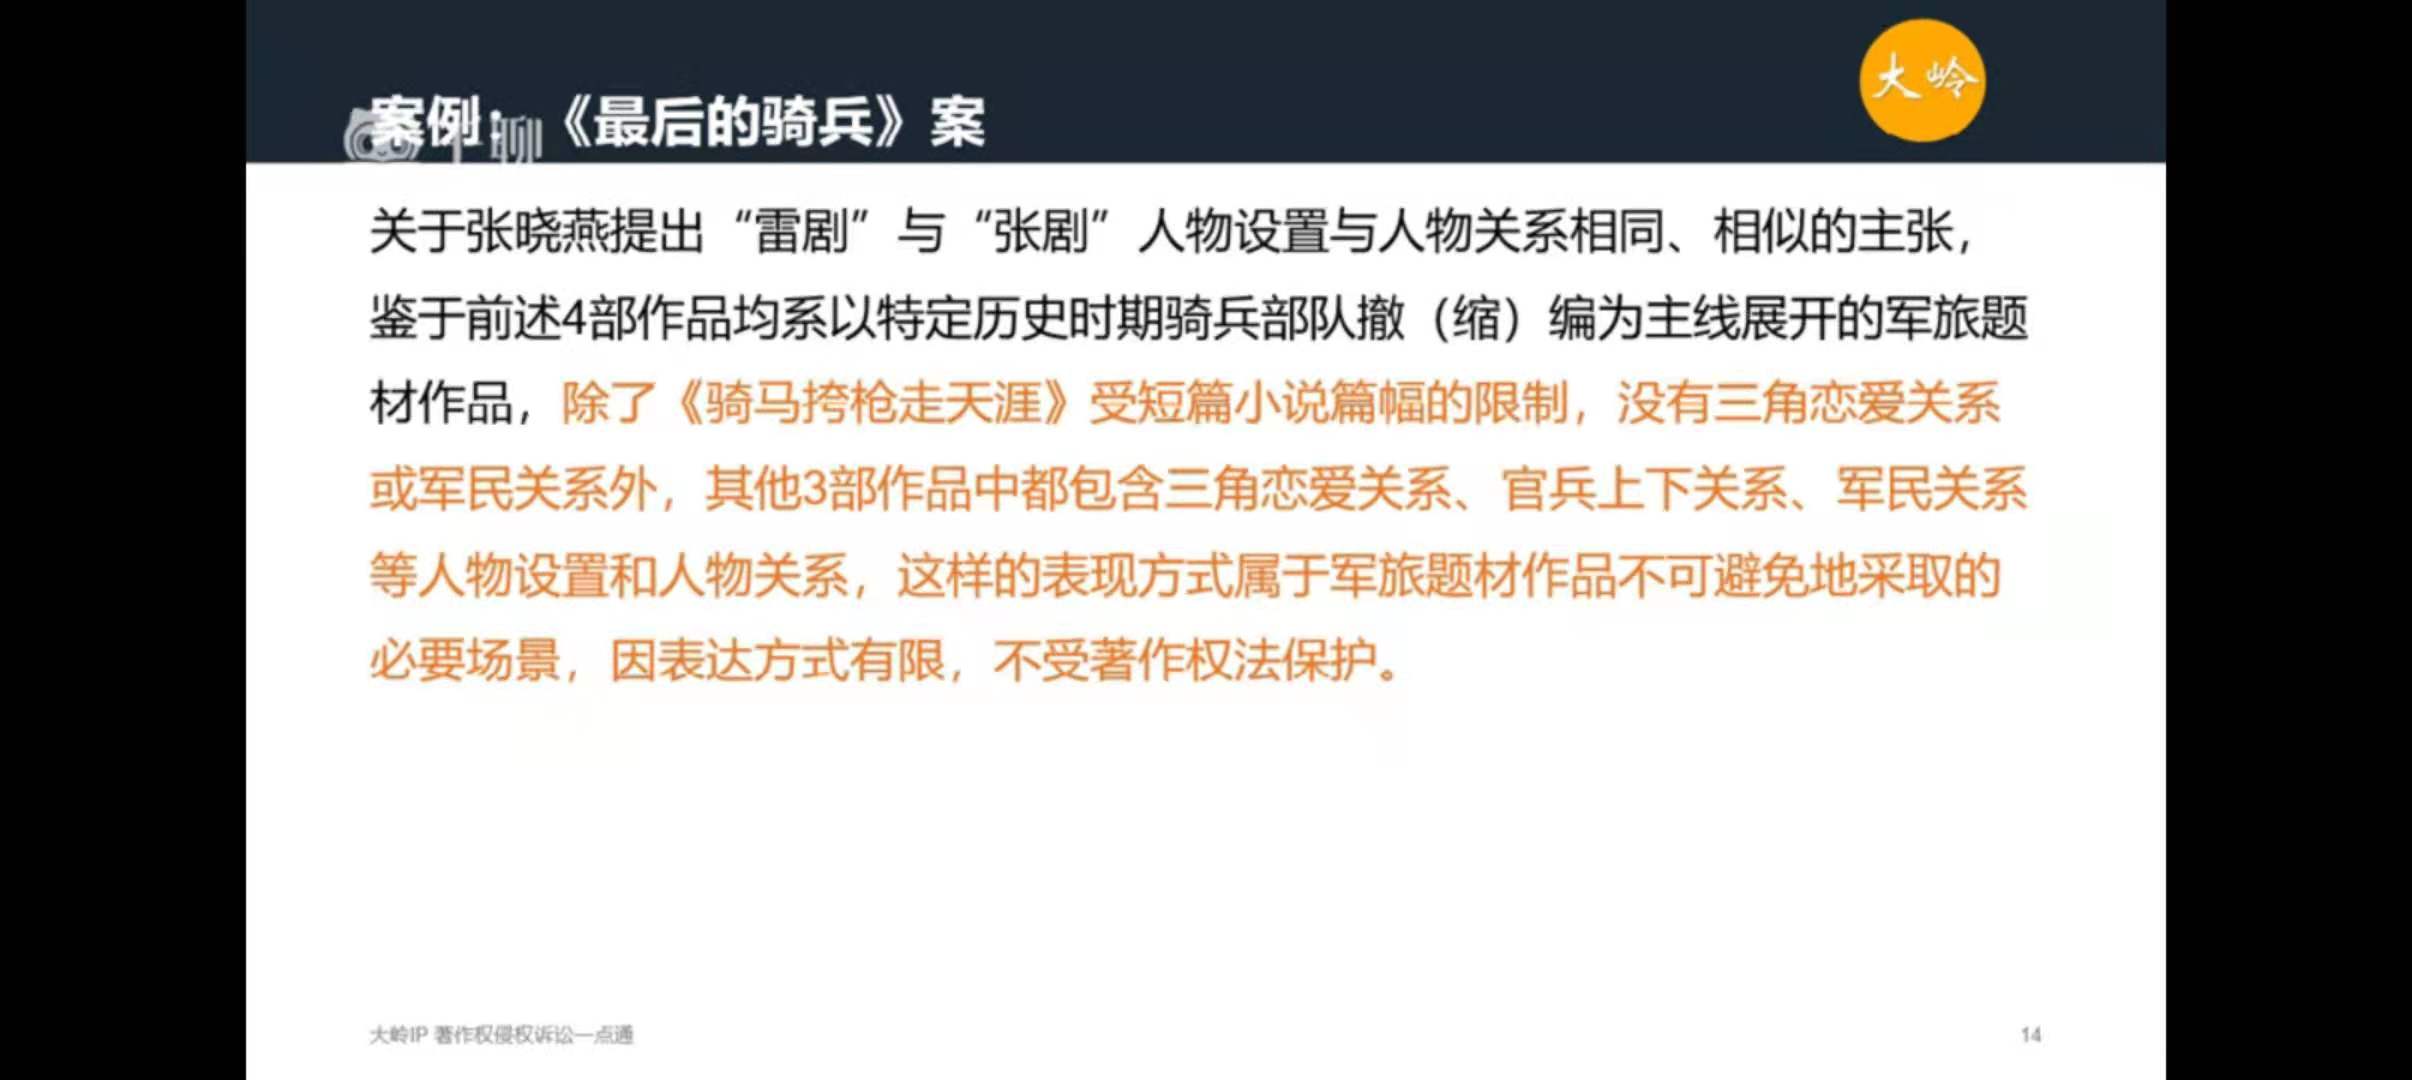 大岭
案例：《最后的骑兵》案
关于张晓燕提出“雷剧”与“张剧”人物设置与人物关系相同、相似的主张，
鉴于前述4部作品均系以特定历史时期骑兵部队撤（缩）编为主线展开的军旅题
材作品，除了《骑马挎枪走天涯》受短篇小说篇幅的限制，没有三角恋爱关系
或军民关系外，其他3部作品中都包含三角恋爱关系、官兵上下关系、军民关系
等人物设置和人物关系，这样的表现方式属于军旅题材作品不可避免地采取的
必要场景，因表达方式有限，不受著作权法保护。
大岭IP 著作权侵权诉讼一点通
14